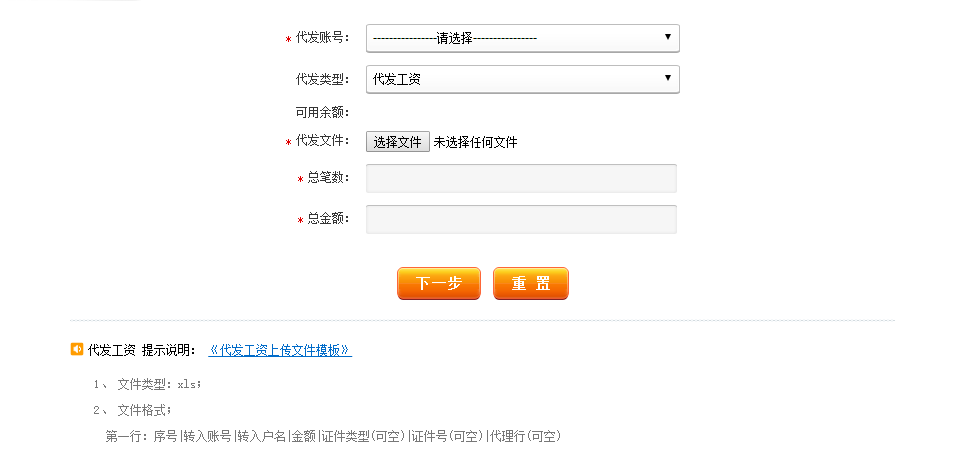 * 代发账号： ----------------请选择----------------
代发类型： 代发工资
可用余额：
* 代发文件： 选择文件 未选择任何文件
* 总笔数：
* 总金额：
下一步 重 置
代发工资 提示说明： 《代发工资上传文件模板》
1、 文件类型：xls；
2、 文件格式；
第一行：序号|转入账号|转入户名|金额|证件类型(可空)|证件号(可空)|代理行(可空)